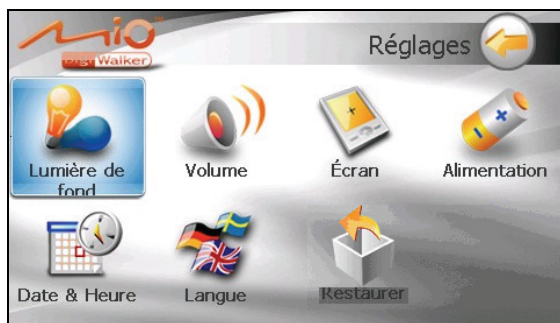 Mio
DigiWalker
Réglages
Lumière de
fond
Volume
Écran
Alimentation
Date & Heure
Langue
Restaurer